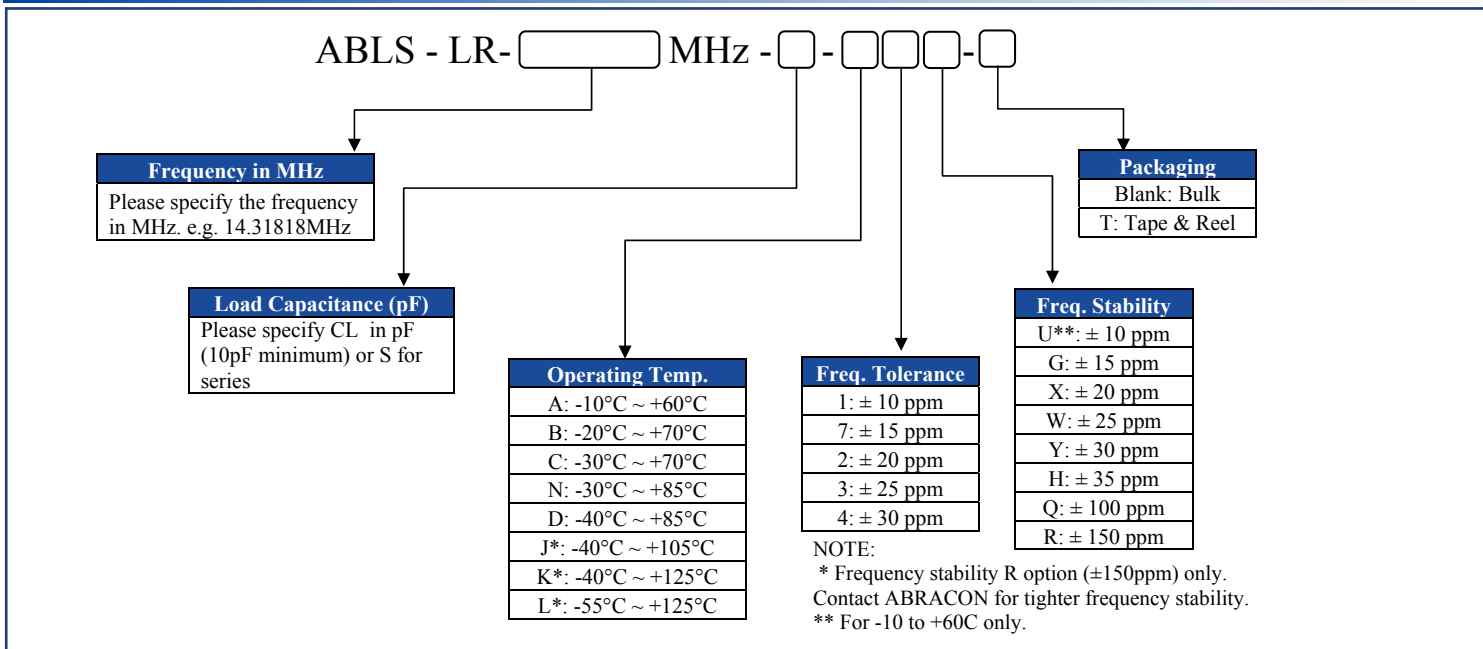 ABLS - LR- MHz - - -
Frequency in MHz
Please specify the frequency
in MHz. e.g. 14.31818MHz
Packaging
Blank: Bulk
T: Tape & Reel
Load Capacitance (pF)
Please specify CL in pF
(10pF minimum) or S for
series
Operating Temp.
A: -10°C ~ +60°C
B: -20°C ~ +70°C
C: -30°C ~ +70°C
N: -30°C ~ +85°C
D: -40°C ~ +85°C
J*: -40°C ~ +105°C
K*: -40°C ~ +125°C
L*: -55°C ~ +125°C
Freq. Tolerance
1: ± 10 ppm
7: ± 15 ppm
2: ± 20 ppm
3: ± 25 ppm
4: ± 30 ppm
Freq. Stability
U**: ± 10 ppm
G: ± 15 ppm
X: ± 20 ppm
W: ± 25 ppm
Y: ± 30 ppm
H: ± 35 ppm
Q: ± 100 ppm
R: ± 150 ppm
NOTE:
* Frequency stability R option (±150ppm) only.
Contact ABRACON for tighter frequency stability.
** For -10 to +60C only.